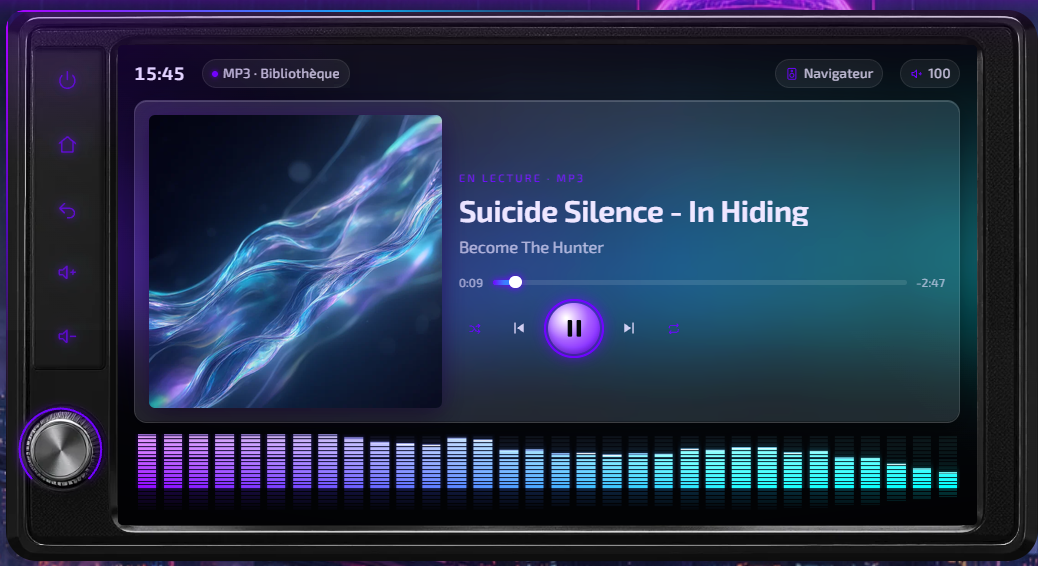 15:45
MP3 · Bibliothèque
Navigateur
100
EN LECTURE · MP3
Suicide Silence - In Hiding
Become The Hunter
0:09
-2:47